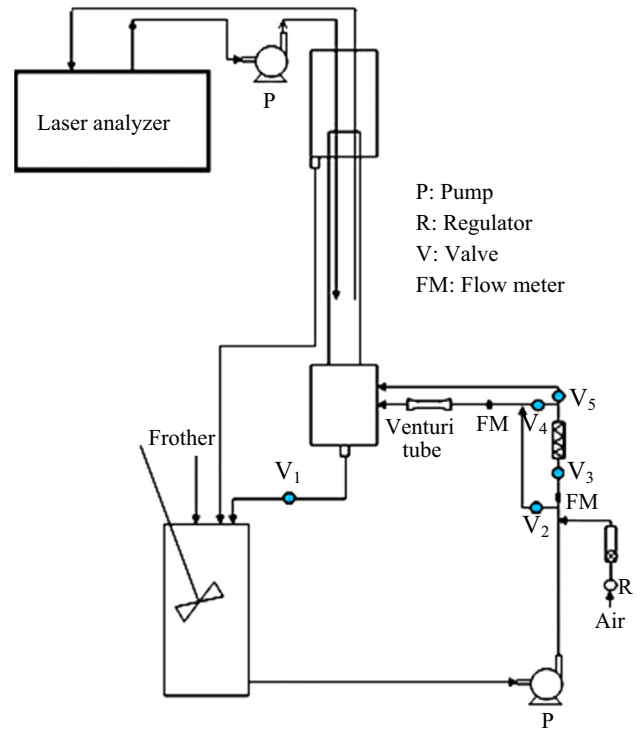 P
Laser analyzer
P: Pump
R: Regulator
V: Valve
FM: Flow meter
V5
Venturi
tube
FM
V4
Frother
V1
V3
FM
V2
R
Air
P